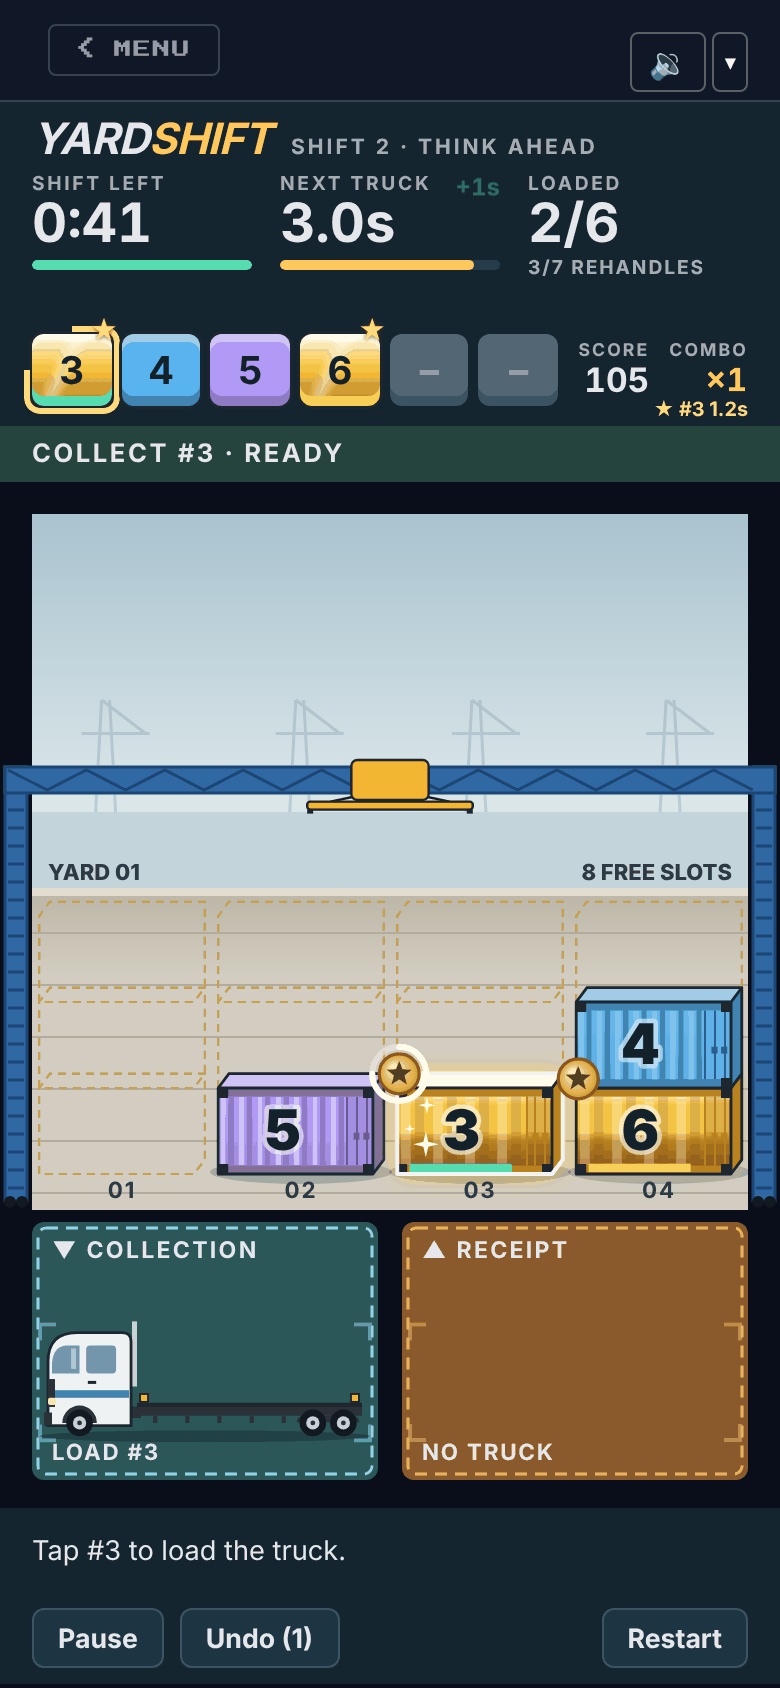 MENU
YARDSHIFT SHIFT 2 · THINK AHEAD
SHIFT LEFT NEXT TRUCK +1s LOADED
0:41 3.0s 2/6
3/7 REHANDLES
3 4 5 6 – –
SCORE COMBO
105 ×1
★ #3 1.2s
COLLECT #3 · READY
YARD 01 8 FREE SLOTS
4
5 3 6
01 02 03 04
▼ COLLECTION ▲ RECEIPT
LOAD #3 NO TRUCK
Tap #3 to load the truck.
Pause Undo (1) Restart